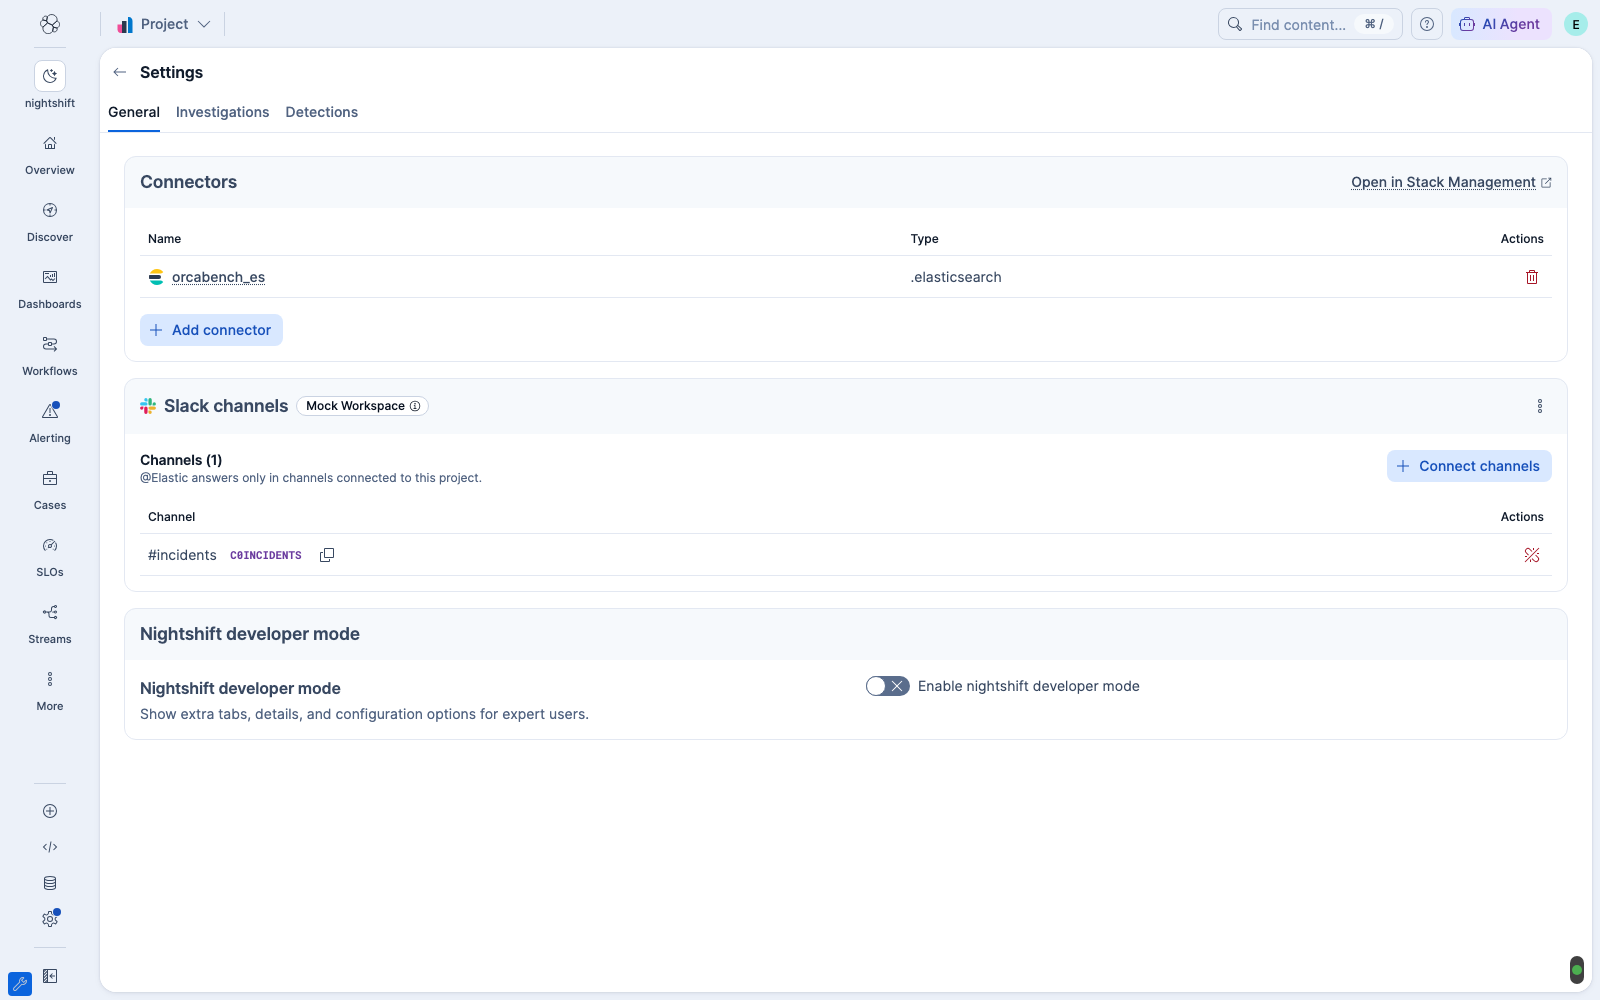 Project
Find content...
⌘ /
AI Agent
E
nightshift
Overview
Discover
Dashboards
Workflows
Alerting
Cases
SLOs
Streams
More
Settings
General
Investigations
Detections
Connectors
Open in Stack Management
Name
Type
Actions
orcabench_es
.elasticsearch
Add connector
Slack channels
Mock Workspace
Channels (1)
@Elastic answers only in channels connected to this project.
Connect channels
Channel
Actions
#incidents
C0INCIDENTS
Nightshift developer mode
Nightshift developer mode
Enable nightshift developer mode
Show extra tabs, details, and configuration options for expert users.